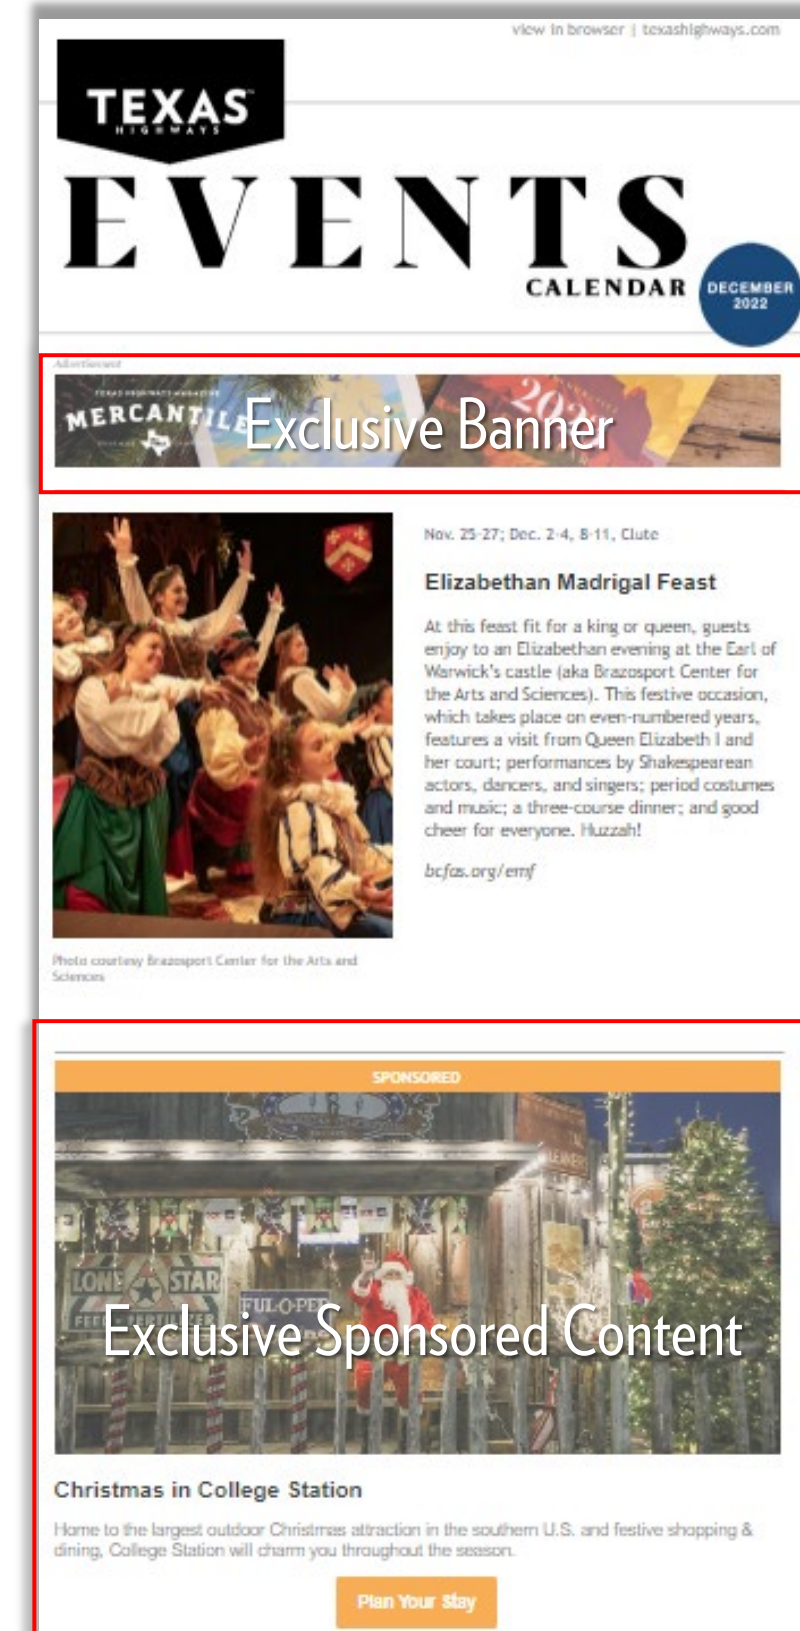 view in browser | texashighways.com
TEXAS
HIGHWAYS
EVENTS
CALENDAR
DECEMBER
2022
Advertisement
TEXAS HIGHWAYS MAGAZINE
MERCANTILE
Exclusive Banner
Nov. 25-27; Dec. 2-4, 8-11, Clute
Elizabethan Madrigal Feast
At this feast fit for a king or queen, guests
enjoy to an Elizabethan evening at the Earl of
Warwick's castle (aka Brazosport Center for
the Arts and Sciences). This festive occasion,
which takes place on even-numbered years,
features a visit from Queen Elizabeth I and
her court; performances by Shakespearean
actors, dancers, and singers; period costumes
and music; a three-course dinner; and good
cheer for everyone. Huzzah!
bcfas.org/emf
Photo courtesy Brazosport Center for the Arts and
Sciences
SPONSORED
LONE STAR
FUL-O-PEP
Exclusive Sponsored Content
Christmas in College Station
Home to the largest outdoor Christmas attraction in the southern U.S. and festive shopping &
dining, College Station will charm you throughout the season.
Plan Your Stay